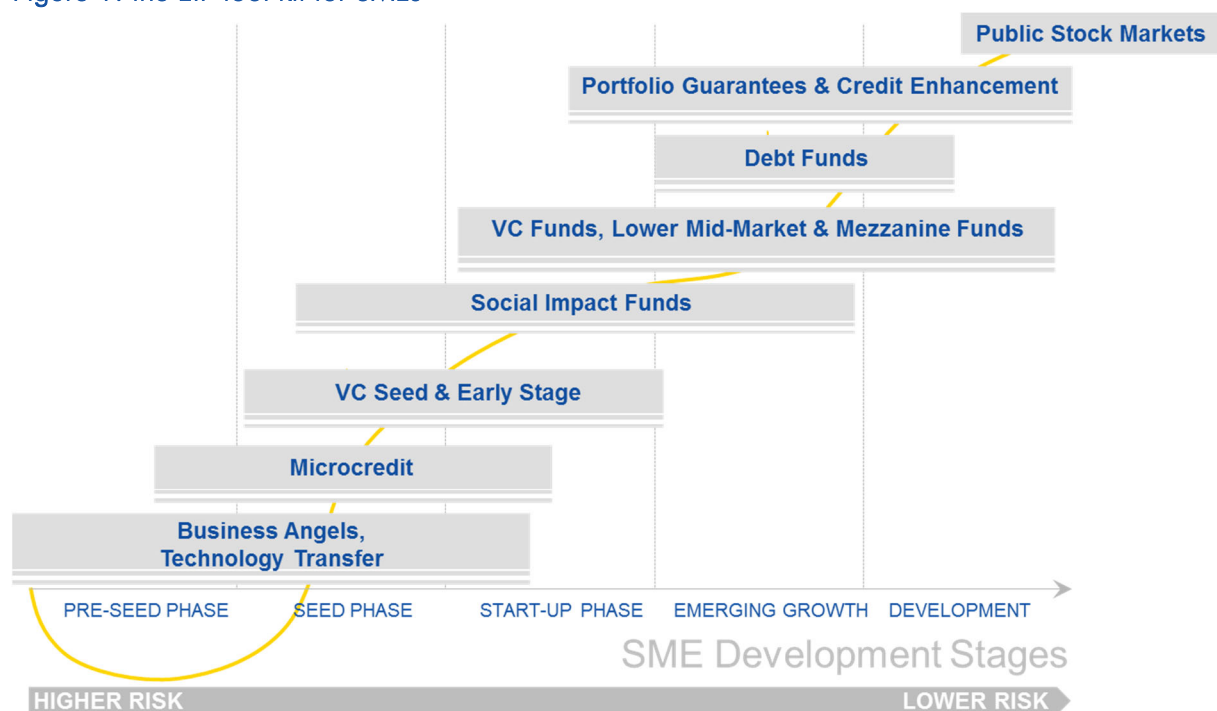 Public Stock Markets
Portfolio Guarantees & Credit Enhancement
Debt Funds
VC Funds, Lower Mid-Market & Mezzanine Funds
Social Impact Funds
VC Seed & Early Stage
Microcredit
Business Angels,
Technology Transfer
PRE-SEED PHASE SEED PHASE START-UP PHASE EMERGING GROWTH DEVELOPMENT
SME Development Stages
HIGHER RISK LOWER RISK